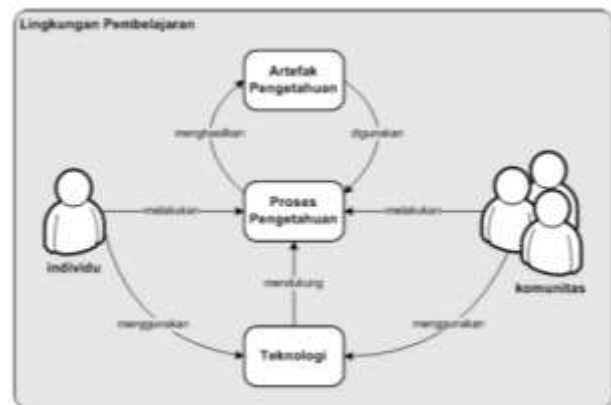 Lingkungan Pembelajaran
Artefak
Pengetahuan
menghasilkan
digunakan
Proses
Pengetahuan
melakukan
melakukan
individu
komunitas
mendukung
menggunakan
menggunakan
Teknologi